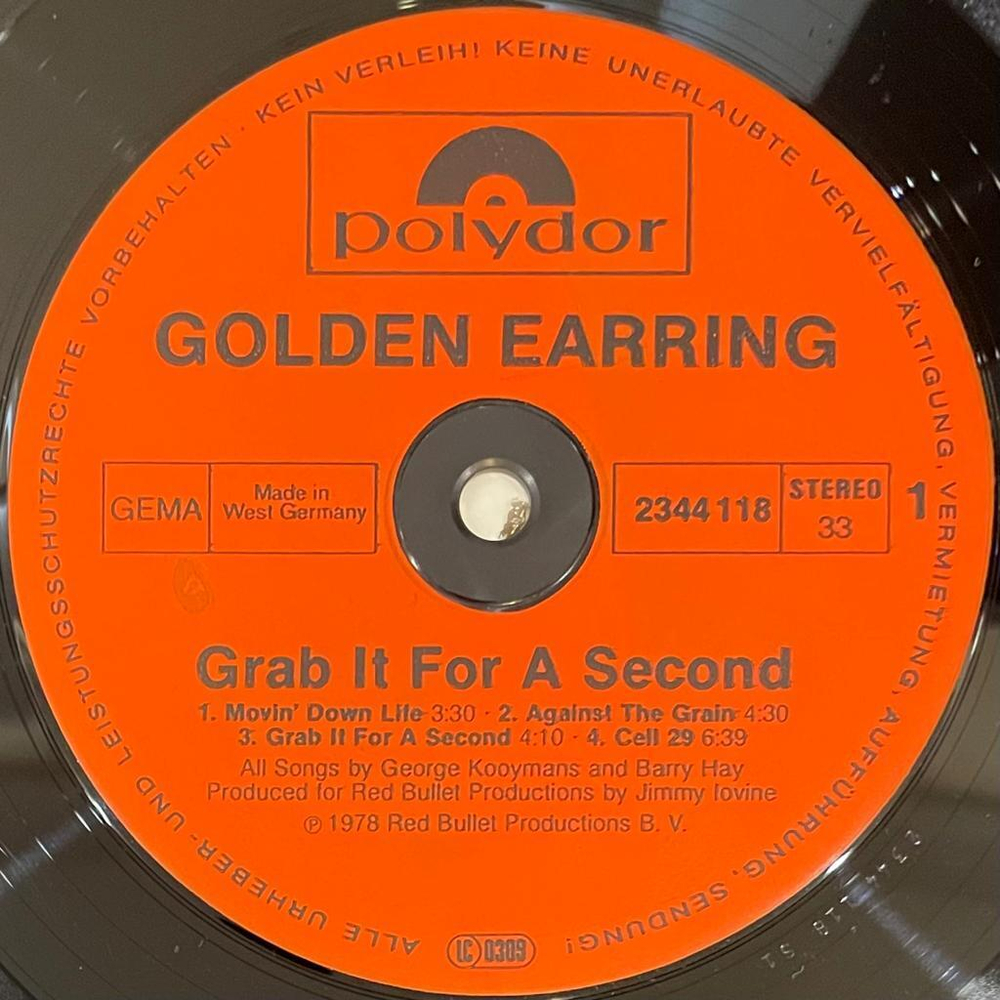 ALLE URHEBER- UND LEISTUNGSSCHUTZRECHTE VORBEHALTEN · KEIN VERLEIH! KEINE UNERLAUBTE VERVIELFÄLTIGUNG, VERMIETUNG, AUFFÜHRUNG, SENDUNG!
polydor
GOLDEN EARRING
GEMA
Made in
West Germany
2344 118
STEREO
33
1
Grab It For A Second
1. Movin' Down Life 3:30 · 2. Against The Grain 4:30
3. Grab It For A Second 4:10 · 4. Cell 29 6:39
All Songs by George Kooymans and Barry Hay
Produced for Red Bullet Productions by Jimmy Iovine
℗ 1978 Red Bullet Productions B. V.
LC 0309